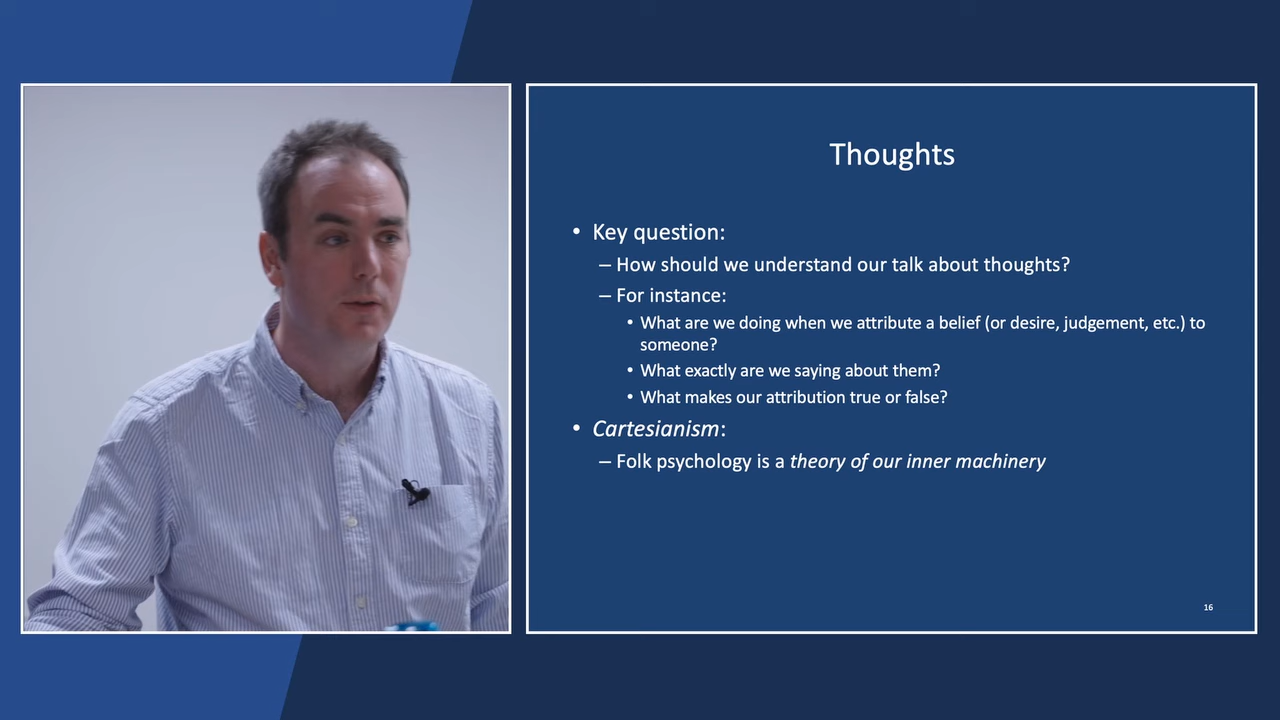 Thoughts
• Key question:
– How should we understand our talk about thoughts?
– For instance:
• What are we doing when we attribute a belief (or desire, judgement, etc.) to
someone?
• What exactly are we saying about them?
• What makes our attribution true or false?
• Cartesianism:
– Folk psychology is a theory of our inner machinery
16